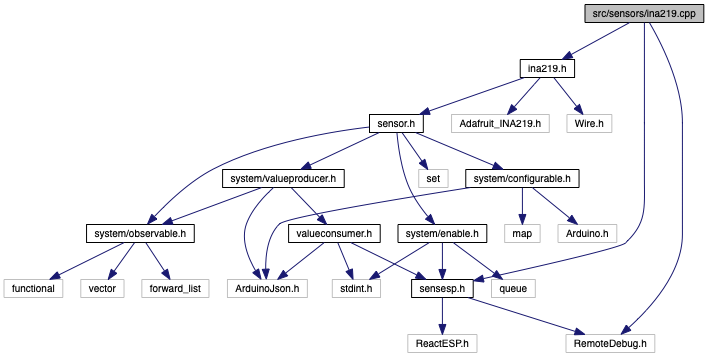 src/sensors/ina219.cpp
ina219.h
sensor.h
Adafruit_INA219.h
Wire.h
system/valueproducer.h
set
system/configurable.h
system/observable.h
valueconsumer.h
system/enable.h
map
Arduino.h
functional
vector
forward_list
ArduinoJson.h
stdint.h
sensesp.h
queue
ReactESP.h
RemoteDebug.h